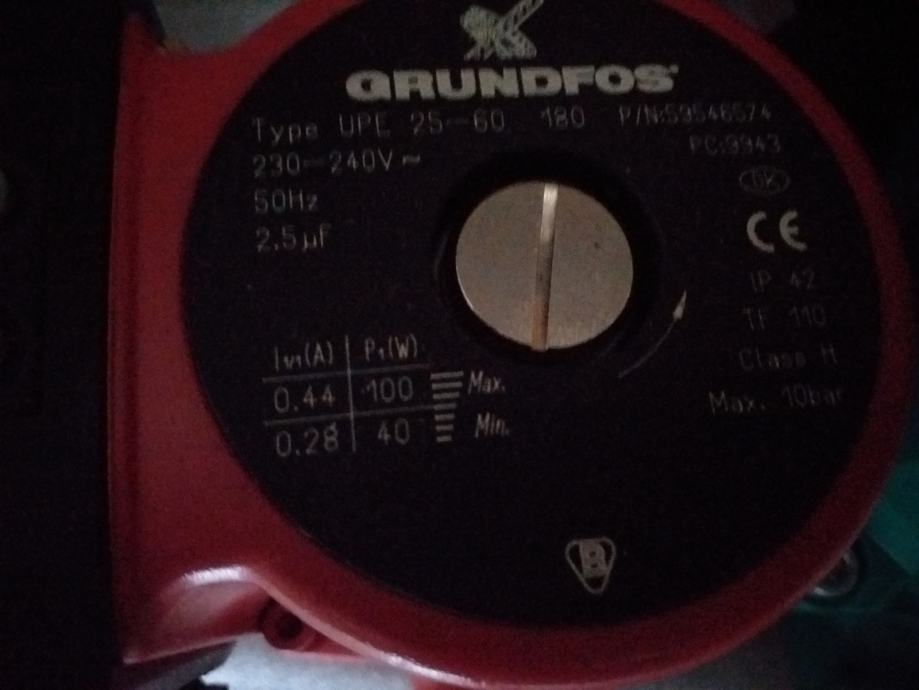 GRUNDFOS
Type UPE 25-60 180 P/N:59546574
PC:9943
230-240V~
50Hz
2.5µF
CE
IP 42
TF 110
Class H
Max. 10bar
I1/1(A) P1(W)
0.44 100 Max.
0.28 40 Min.
B